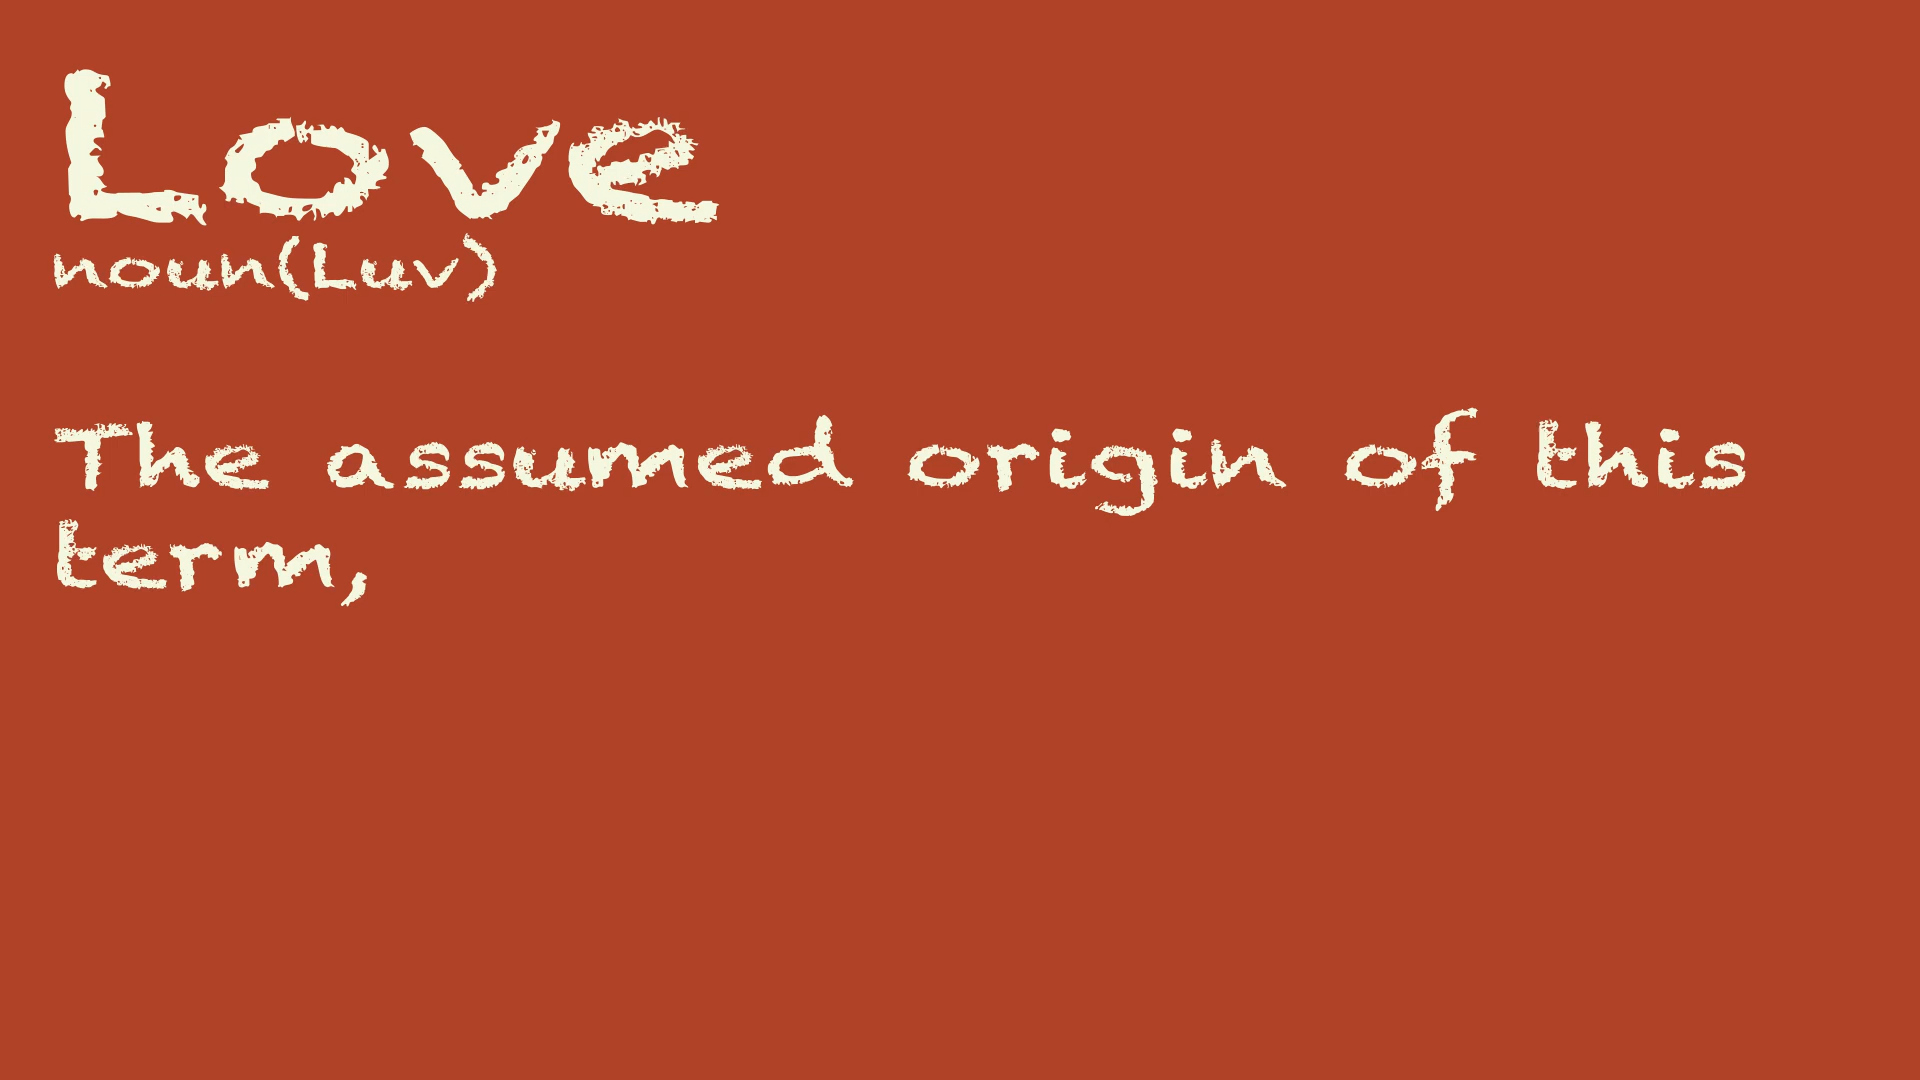 Love
noun(Luv)
The assumed origin of this
term,